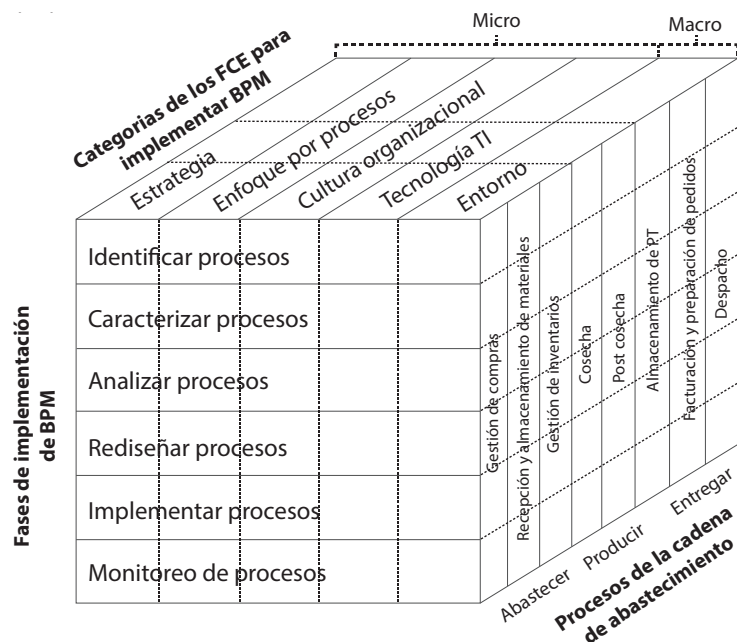 Micro
Macro
Categorias de los FCE para
implementar BPM
Estrategia
Enfoque por procesos
Cultura organizacional
Tecnología TI
Entorno
Fases de implementación
de BPM
Identificar procesos
Caracterizar procesos
Analizar procesos
Rediseñar procesos
Implementar procesos
Monitoreo de procesos
Gestión de compras
Recepción y almacenamiento de materiales
Gestión de inventarios
Cosecha
Post cosecha
Almacenamiento de PT
Facturación y preparación de pedidos
Despacho
Abastecer
Producir
Entregar
Procesos de la cadena
de abastecimiento